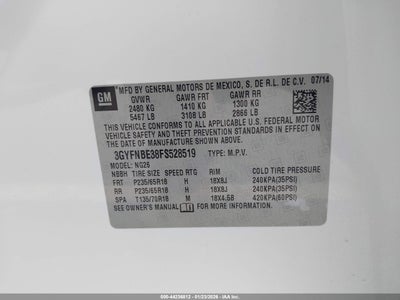 GM
MFD BY GENERAL MOTORS DE MEXICO, S. DE R.L. DE C.V. 07/14
GVWR GAWR FRT GAWR RR
2480 KG 1410 KG 1300 KG
5467 LB 3108 LB 2866 LB
THIS VEHICLE CONFORMS TO ALL APPLICABLE U.S. FEDERAL MOTOR
VEHICLE SAFETY AND THEFT PREVENTION STANDARDS IN EFFECT ON THE
DATE OF MANUFACTURE SHOWN ABOVE.
3GYFNBE38FS528519 TYPE: M.P.V.
MODEL: NG26
NBBH TIRE SIZE SPEED RTG RIM COLD TIRE PRESSURE
FRT P235/65R18 H 18X8J 240KPA(35PSI)
RR P235/65R18 H 18X8J 240KPA(35PSI)
SPA T135/70R18 M 18X4.5B 420KPA(60PSI)
SEE OWNER'S MANUAL FOR ADDITIONAL INFORMATION.
500-44236812 - 01/23/2026 - IAA LLC